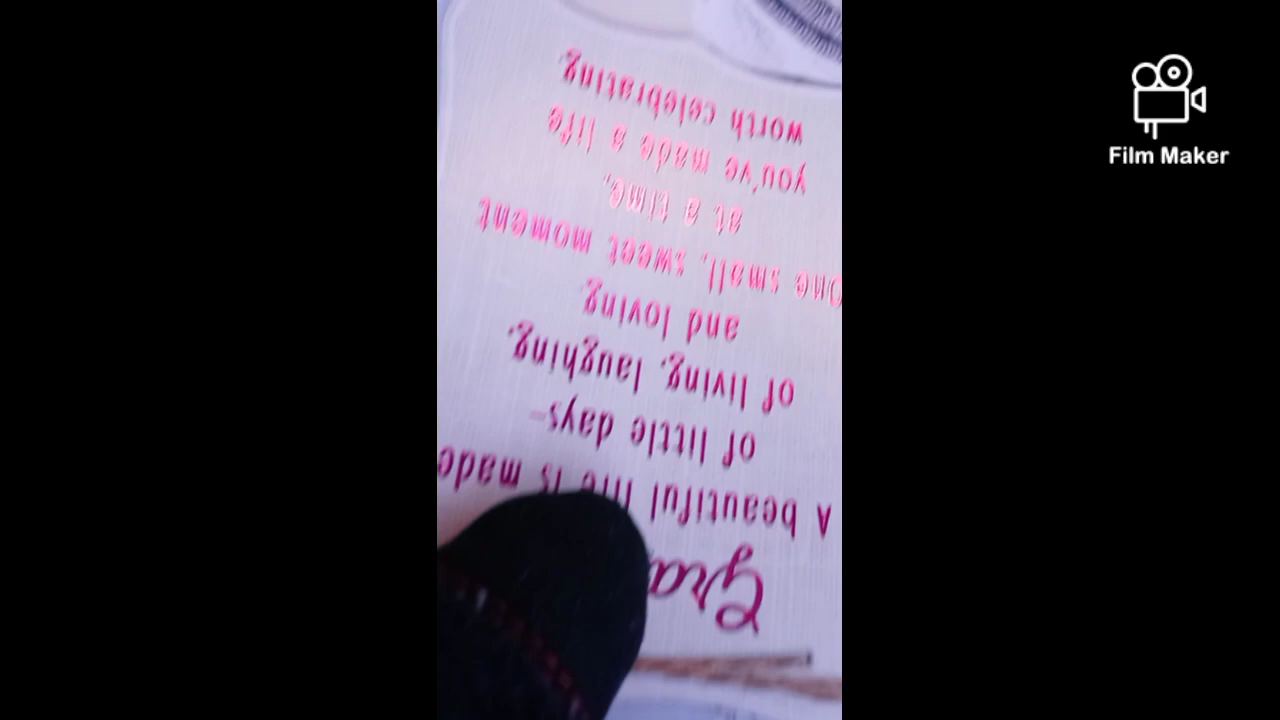 Gra
A beautiful life is made
of little days–
of living, laughing,
and loving.
One small, sweet moment
at a time,
you've made a life
worth celebrating.
Film Maker